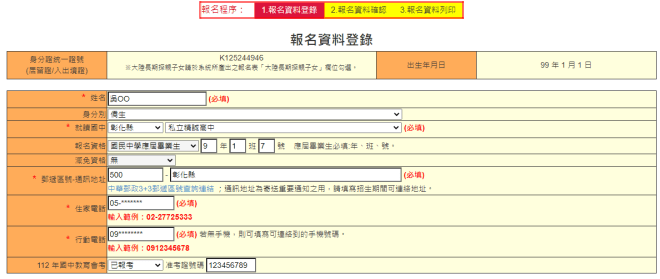 報名程序： 1.報名資料登錄 2.報名資料確認 3.報名資料列印
報名資料登錄
身分證統一證號
(居留證/入出境證)
K125244946
※大陸長期探親子女請於系統所產出之報名表「大陸長期探親子女」欄位勾選。
出生年月日
99 年 1 月 1 日
* 姓名 吳OO (必填)
身分別 僑生
* 就讀國中 彰化縣 私立精誠高中 (必填)
報名資格 國民中學應屆畢業生 9 年 1 班 7 號 應屆畢業生必填:年、班、號。
減免資格 無
* 郵遞區號-通訊地址 500 - 彰化縣 (必填)
中華郵政3+3郵遞區號查詢連結 ；通訊地址為寄送重要通知之用，請填寫招生期間可連絡地址。
* 住家電話 05-******* (必填)
輸入範例：02-27725333
* 行動電話 09******** (必填) 若無手機，則可填寫可連絡到的手機號碼。
輸入範例：0912345678
112 年國中教育會考 已報考 准考證號碼 123456789